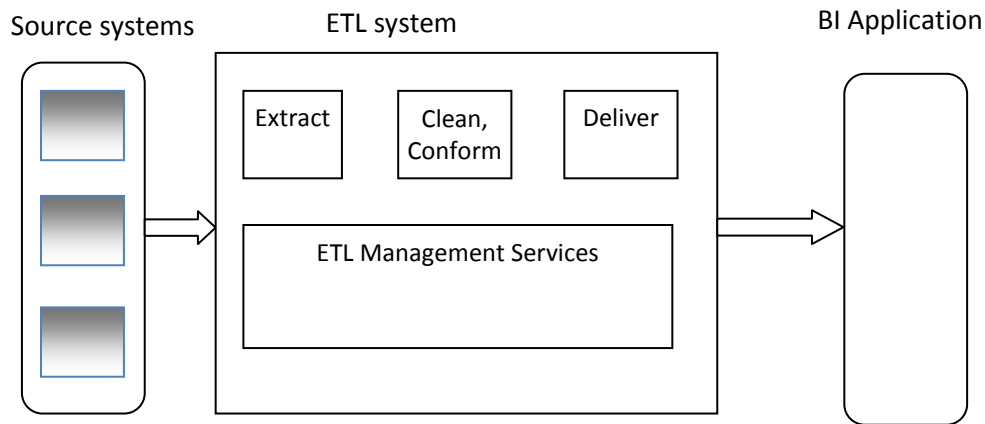 Source systems
ETL system
BI Application
Extract
Clean,
Conform
Deliver
ETL Management Services